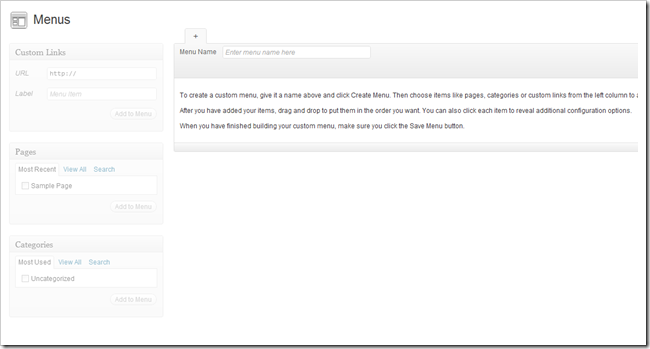 Menus
+
Custom Links
URL http://
Label Menu Item
Add to Menu
Pages
Most Recent View All Search
Sample Page
Add to Menu
Categories
Most Used View All Search
Uncategorized
Add to Menu
Menu Name Enter menu name here
To create a custom menu, give it a name above and click Create Menu. Then choose items like pages, categories or custom links from the left column to a
After you have added your items, drag and drop to put them in the order you want. You can also click each item to reveal additional configuration options.
When you have finished building your custom menu, make sure you click the Save Menu button.